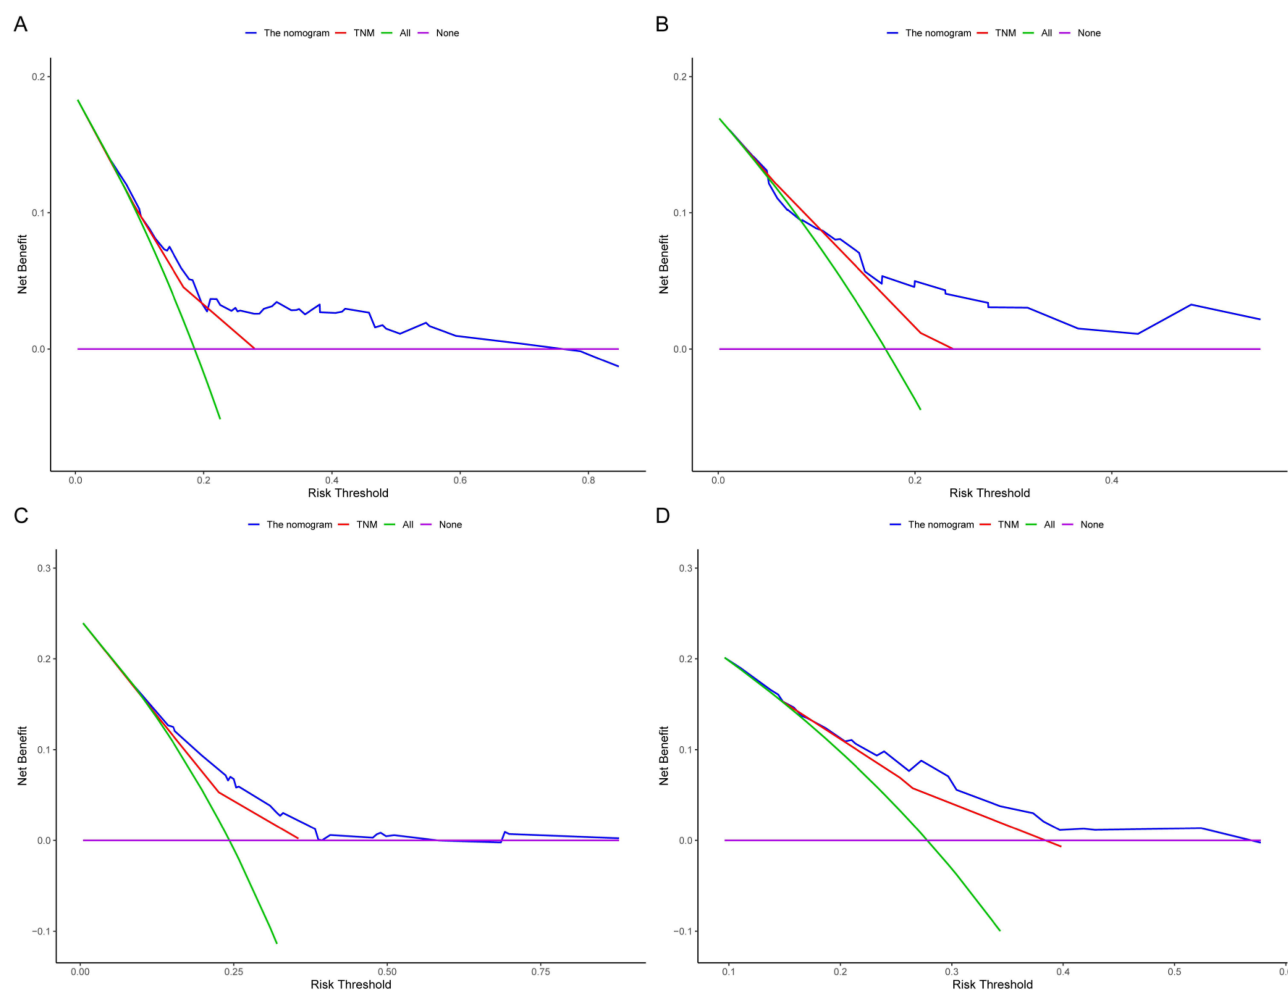 A
The nomogram TNM All None
0.2
0.1
0.0
Net Benefit
0.0 0.2 0.4 0.6 0.8
Risk Threshold
B
The nomogram TNM All None
0.2
0.1
0.0
Net Benefit
0.0 0.2 0.4
Risk Threshold
C
The nomogram TNM All None
0.3
0.2
0.1
0.0
−0.1
Net Benefit
0.00 0.25 0.50 0.75
Risk Threshold
D
The nomogram TNM All None
0.3
0.2
0.1
0.0
−0.1
Net Benefit
0.1 0.2 0.3 0.4 0.5
Risk Threshold